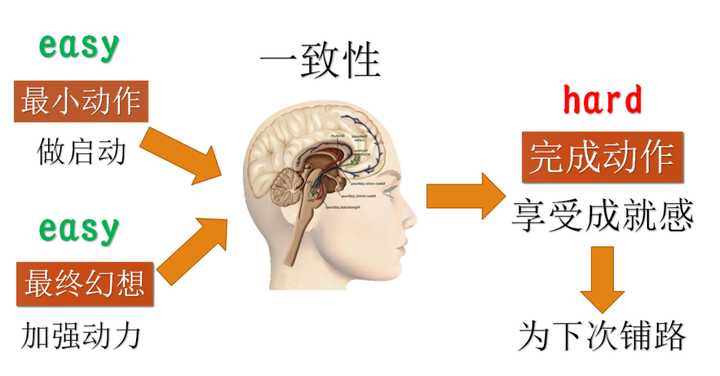 easy
最小动作
做启动
easy
最终幻想
加强动力
一致性
hard
完成动作
享受成就感
为下次铺路